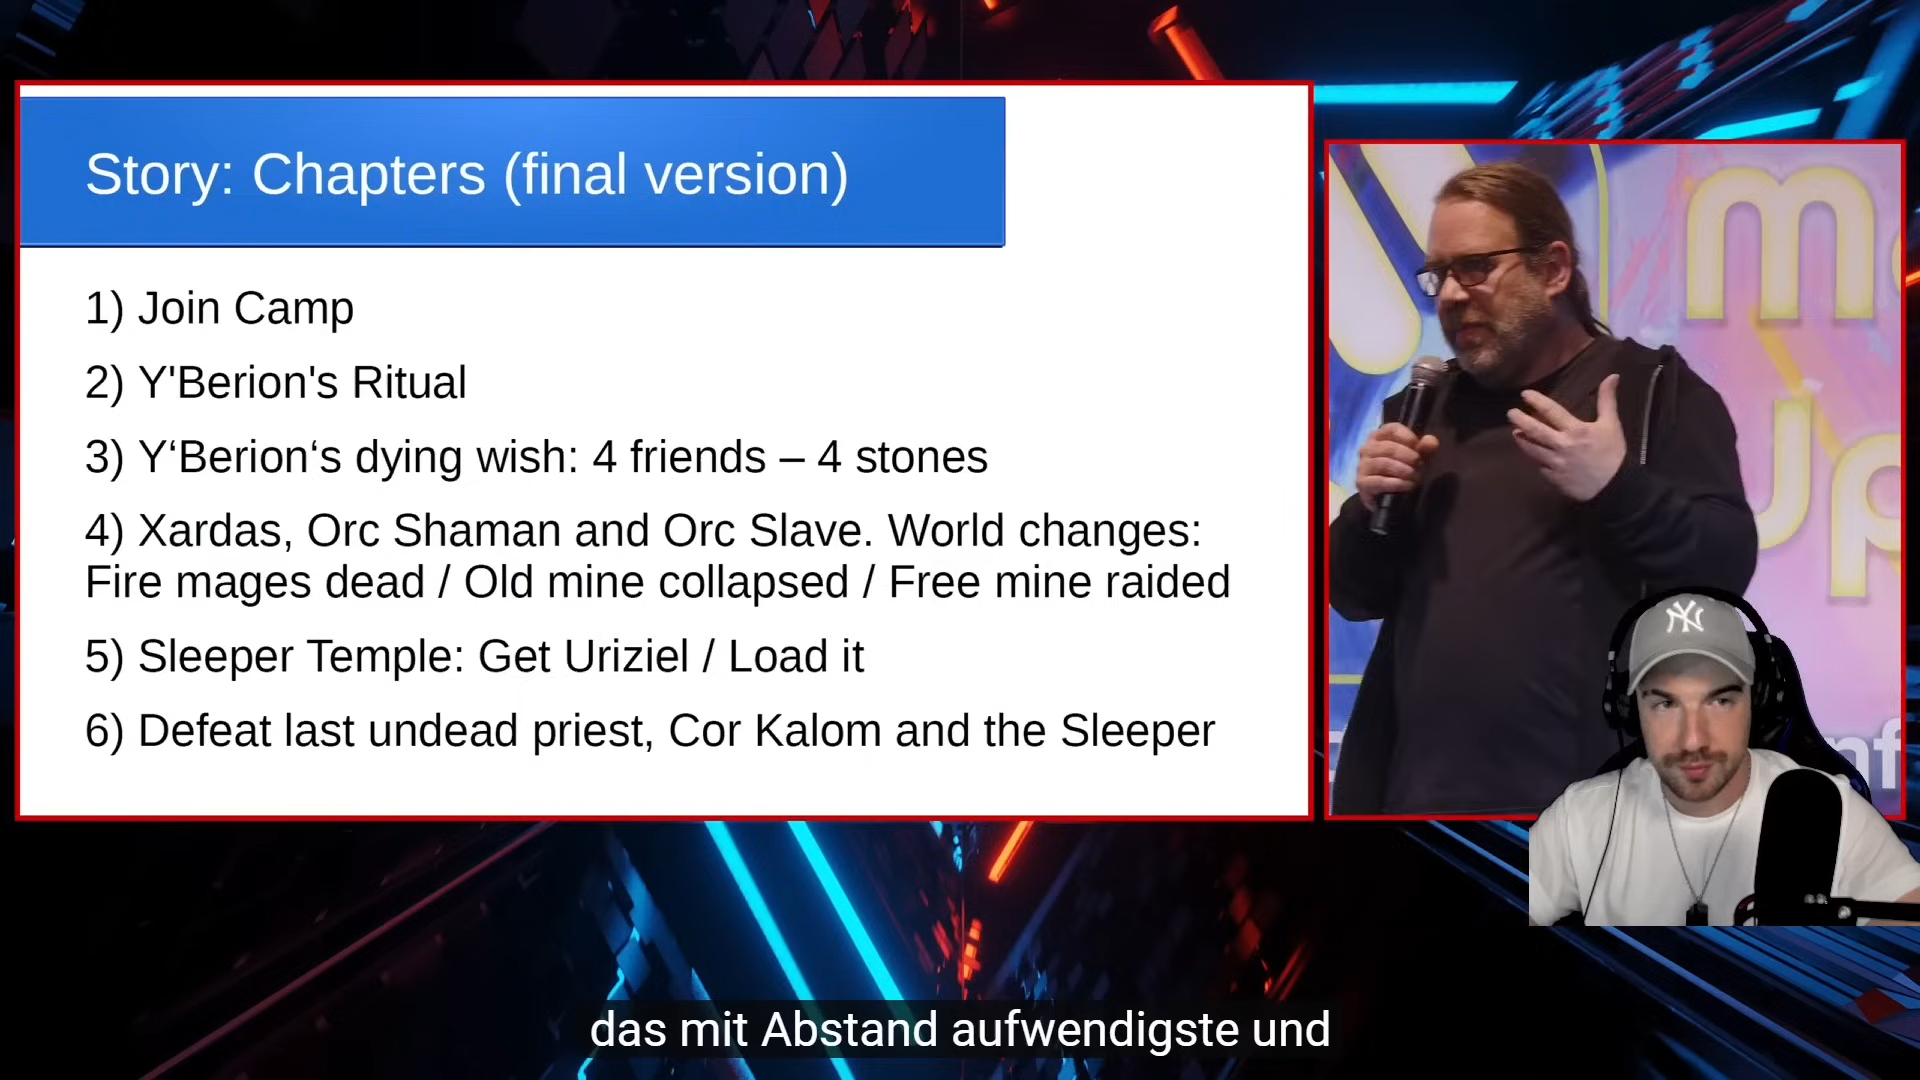 Story: Chapters (final version)
1) Join Camp
2) Y'Berion's Ritual
3) Y‘Berion‘s dying wish: 4 friends – 4 stones
4) Xardas, Orc Shaman and Orc Slave. World changes:
Fire mages dead / Old mine collapsed / Free mine raided
5) Sleeper Temple: Get Uriziel / Load it
6) Defeat last undead priest, Cor Kalom and the Sleeper
NY
das mit Abstand aufwendigste und